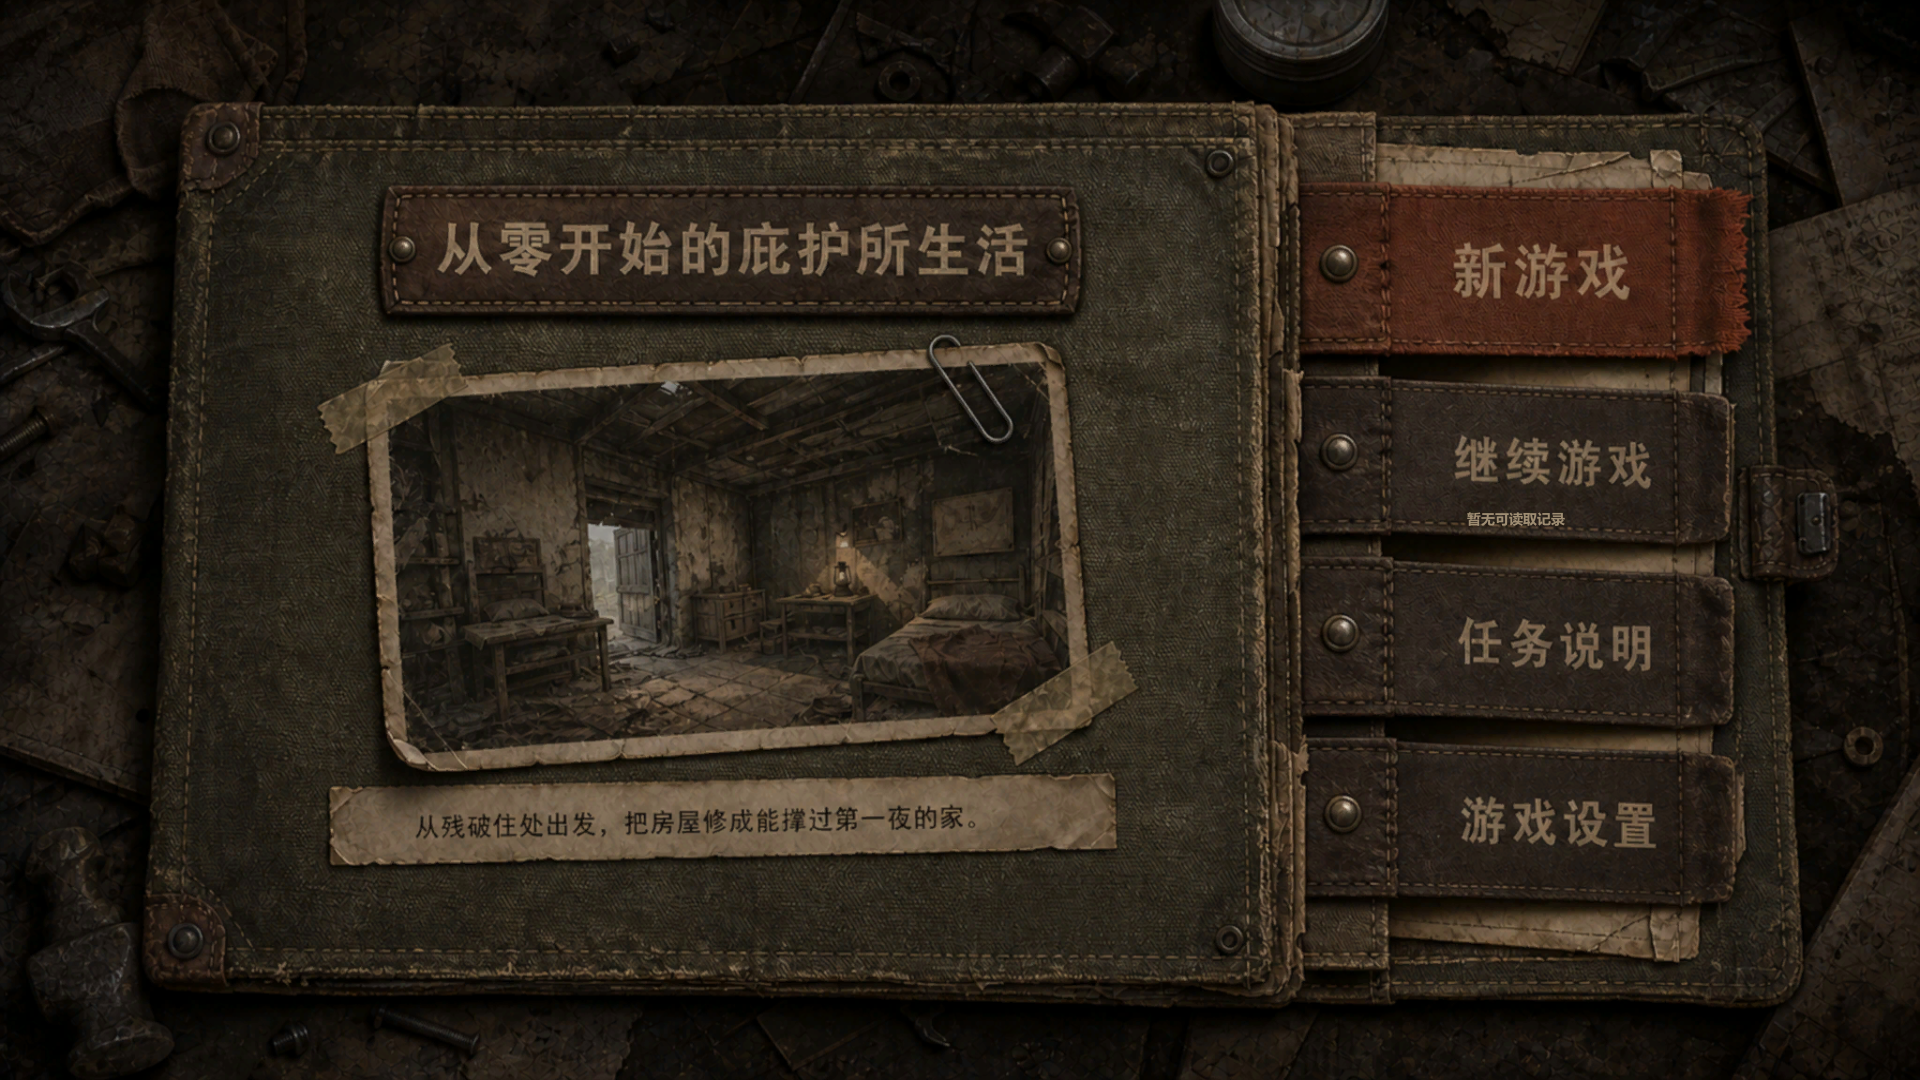 从零开始的庇护所生活
从残破住处出发，把房屋修成能撑过第一夜的家。
新游戏
继续游戏
暂无可读取记录
任务说明
游戏设置